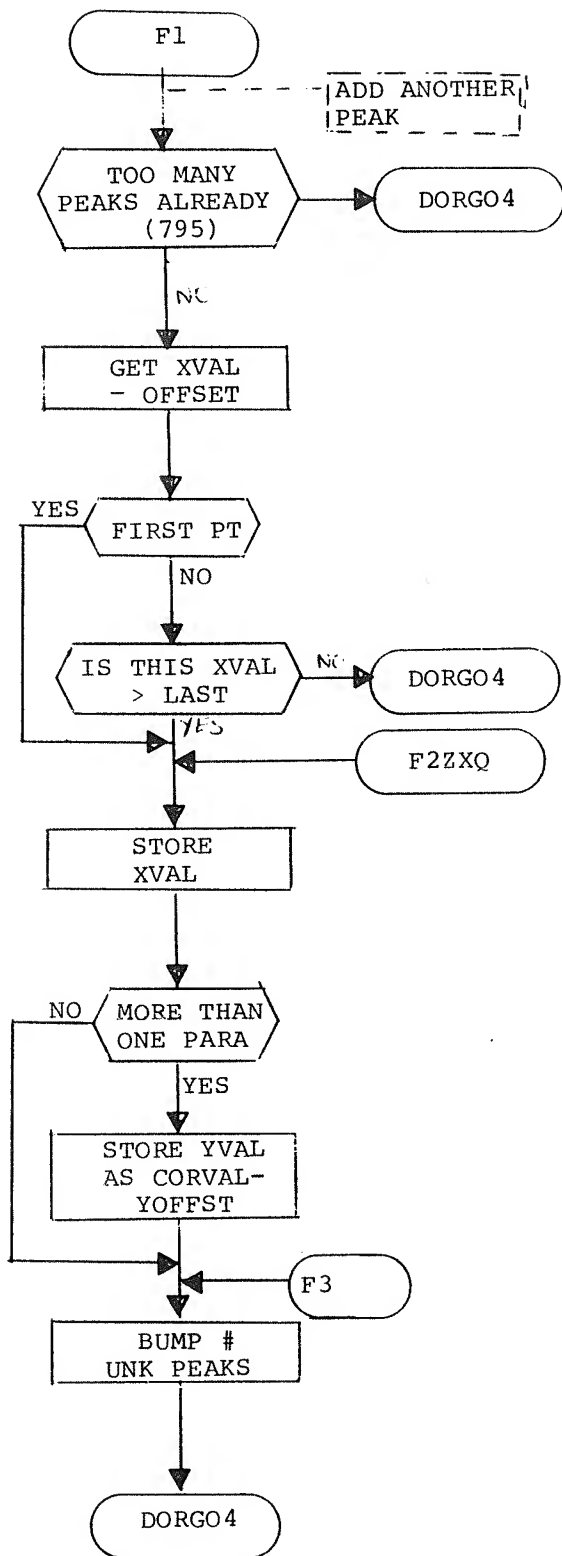 F1
ADD ANOTHER
PEAK
TOO MANY
PEAKS ALREADY
(795)
DORGO4
NO
GET XVAL
- OFFSET
YES
FIRST PT
NO
IS THIS XVAL
> LAST
NO
DORGO4
YES
F2ZXQ
STORE
XVAL
NO
MORE THAN
ONE PARA
YES
STORE YVAL
AS CORVAL-
YOFFST
F3
BUMP #
UNK PEAKS
DORGO4